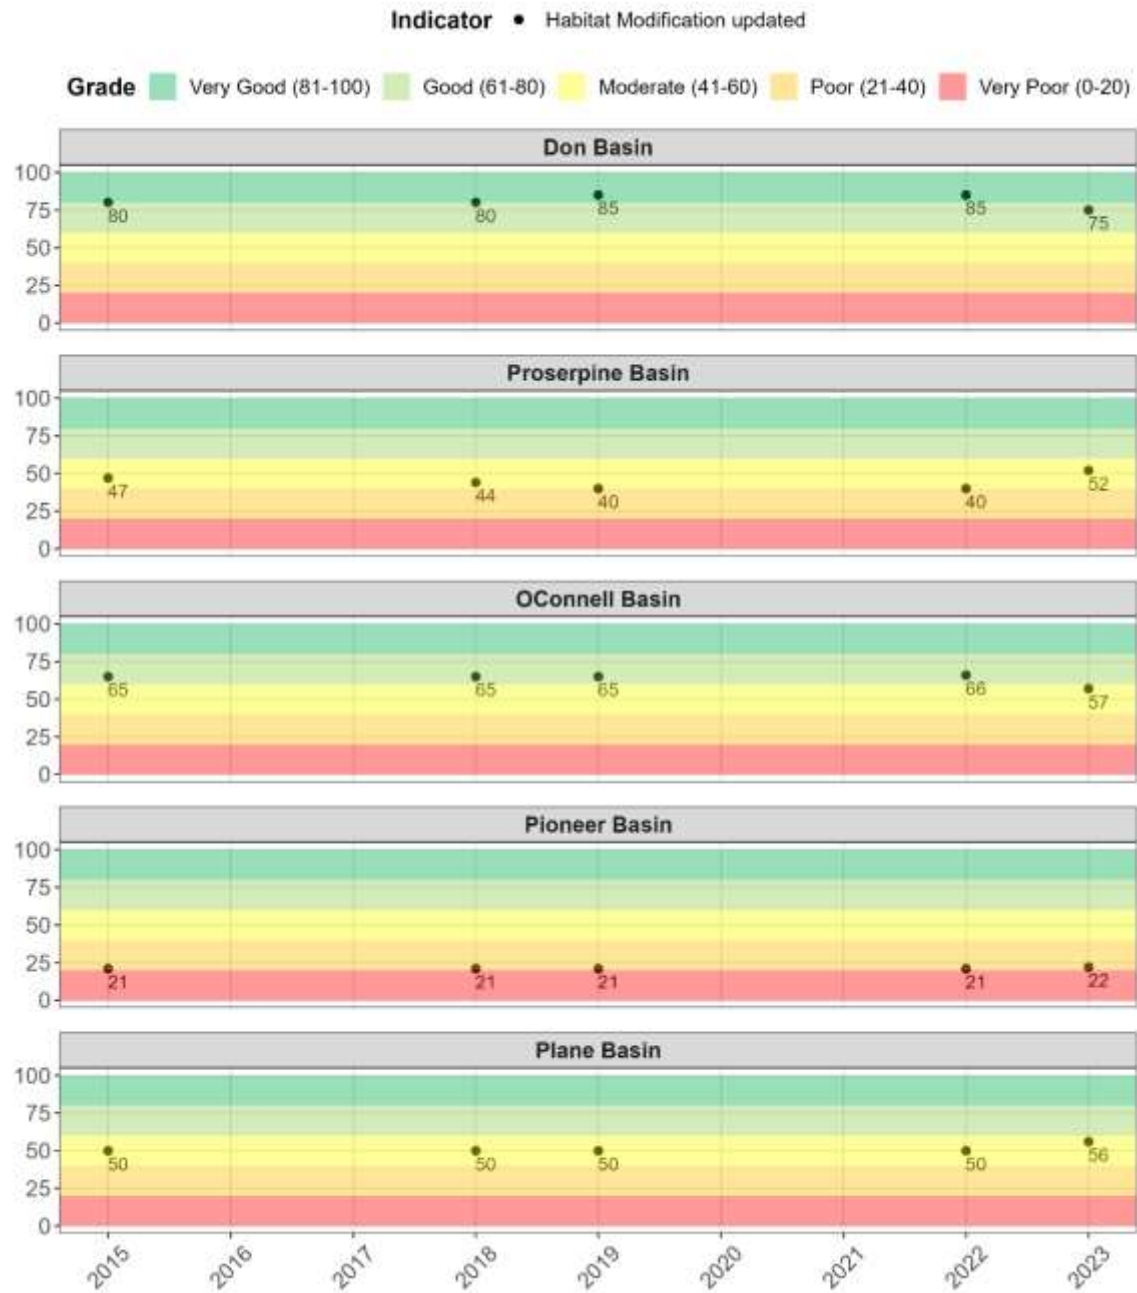 Indicator Habitat Modification updated
Grade Very Good (81-100) Good (61-80) Moderate (41-60) Poor (21-40) Very Poor (0-20)
Don Basin
100
75
50
25
0
80 80 85 85 75
Proserpine Basin
100
75
50
25
0
47 44 40 40 52
OConnell Basin
100
75
50
25
0
65 65 65 66 57
Pioneer Basin
100
75
50
25
0
21 21 21 21 22
Plane Basin
100
75
50
25
0
50 50 50 50 56
2015 2016 2017 2018 2019 2020 2021 2022 2023